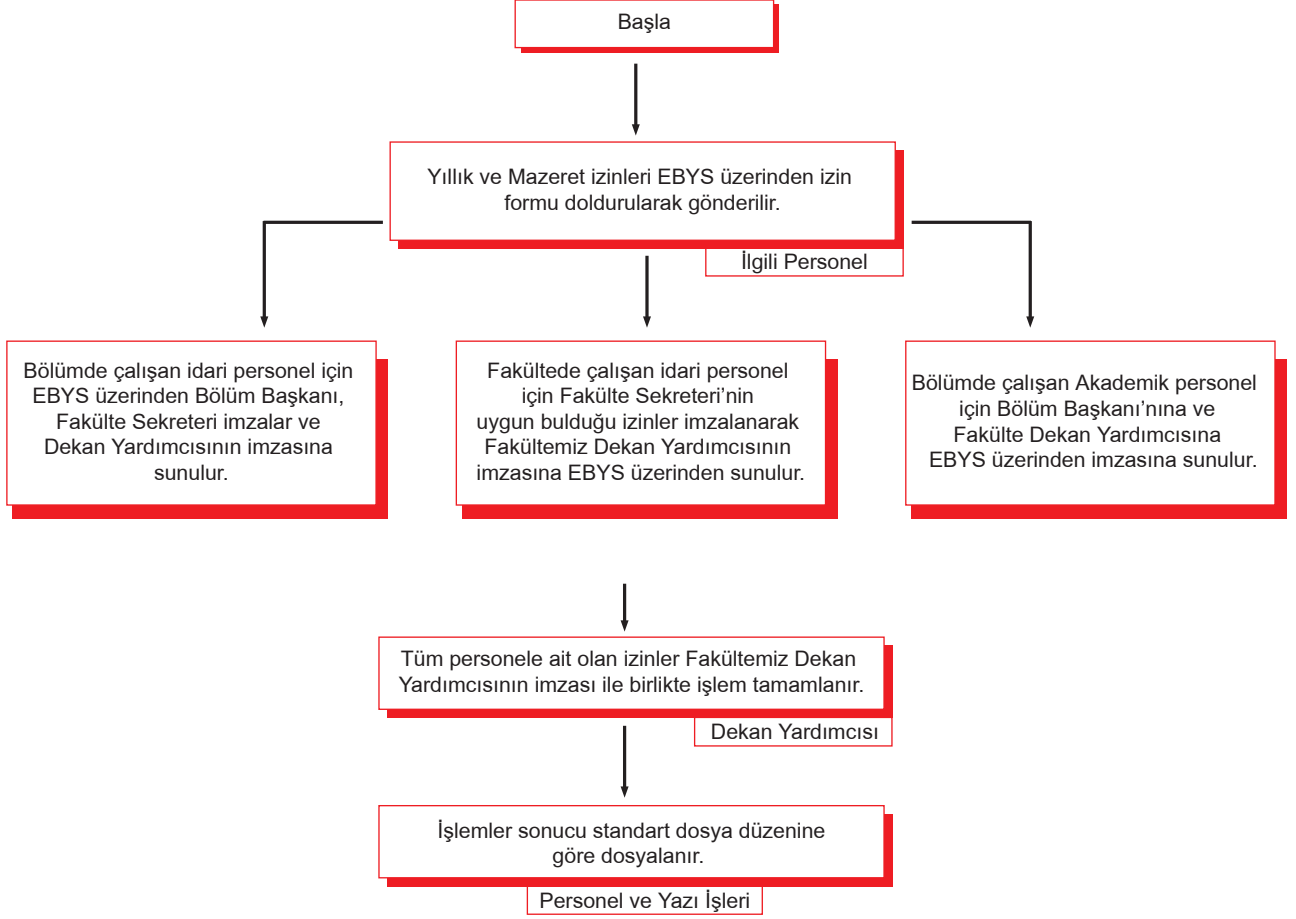 Başla
Yıllık ve Mazeret izinleri EBYS üzerinden izin
formu doldurularak gönderilir.
İlgili Personel
Bölümde çalışan idari personel için
EBYS üzerinden Bölüm Başkanı,
Fakülte Sekreteri imzalar ve
Dekan Yardımcısının imzasına
sunulur.
Fakültede çalışan idari personel
için Fakülte Sekreteri’nin
uygun bulduğu izinler imzalanarak
Fakültemiz Dekan Yardımcısının
imzasına EBYS üzerinden sunulur.
Bölümde çalışan Akademik personel
için Bölüm Başkanı’nına ve
Fakülte Dekan Yardımcısına
EBYS üzerinden imzasına sunulur.
Tüm personele ait olan izinler Fakültemiz Dekan
Yardımcısının imzası ile birlikte işlem tamamlanır.
Dekan Yardımcısı
İşlemler sonucu standart dosya düzenine
göre dosyalanır.
Personel ve Yazı İşleri